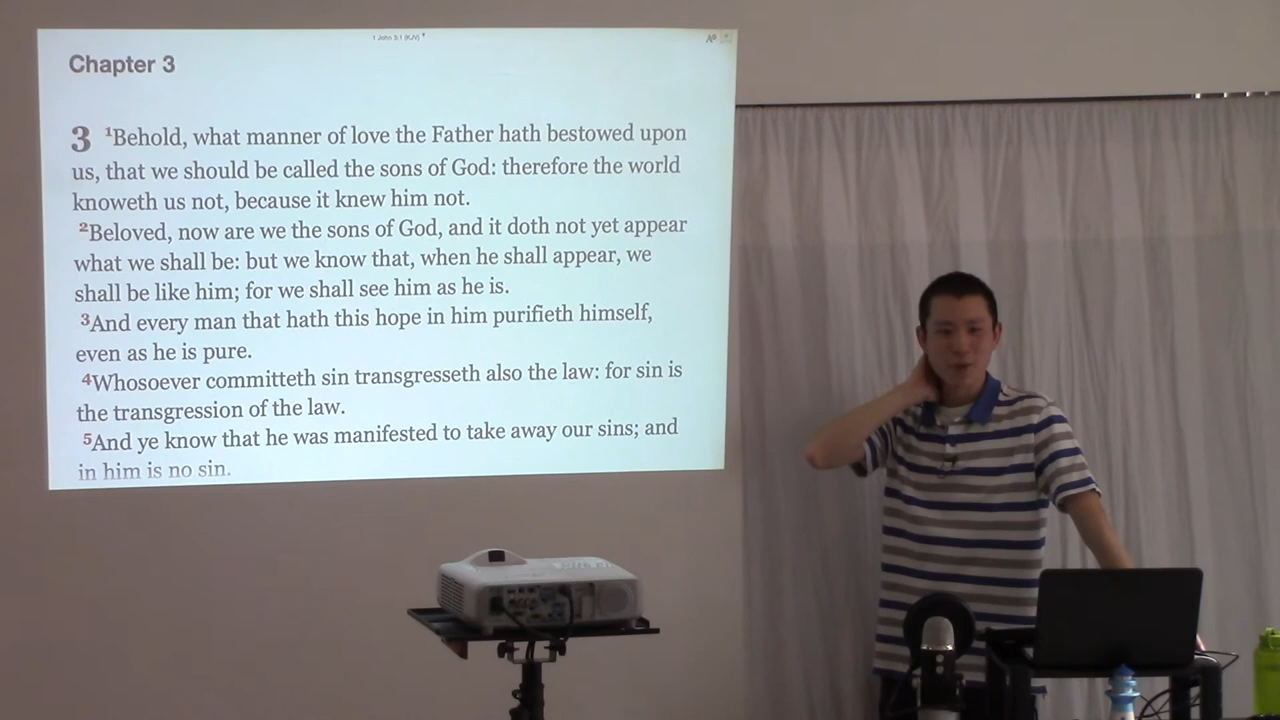 1 John 3:1 (KJV)
Chapter 3
3 1Behold, what manner of love the Father hath bestowed upon
us, that we should be called the sons of God: therefore the world
knoweth us not, because it knew him not.
2Beloved, now are we the sons of God, and it doth not yet appear
what we shall be: but we know that, when he shall appear, we
shall be like him; for we shall see him as he is.
3And every man that hath this hope in him purifieth himself,
even as he is pure.
4Whosoever committeth sin transgresseth also the law: for sin is
the transgression of the law.
5And ye know that he was manifested to take away our sins; and
in him is no sin.